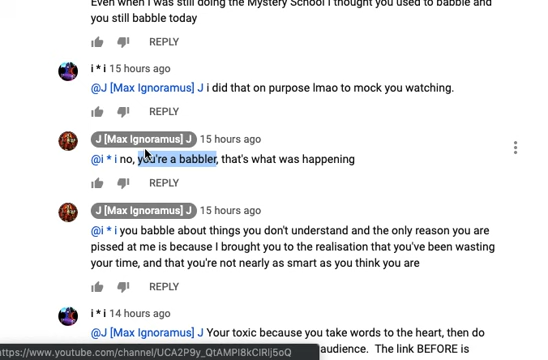 Even when I was still doing the Mystery School I thought you used to babble and
you still babble today
REPLY
i * i 15 hours ago
@J [Max Ignoramus] J i did that on purpose lmao to mock you watching.
REPLY
J [Max Ignoramus] J 15 hours ago
@i * i no, you're a babbler, that's what was happening
REPLY
J [Max Ignoramus] J 15 hours ago
@i * i you babble about things you don't understand and the only reason you are
pissed at me is because I brought you to the realisation that you've been wasting
your time, and that you're not nearly as smart as you think you are
REPLY
i * i 14 hours ago
@J [Max Ignoramus] J Your toxic because you take words to the heart, then do
audience. The link BEFORE is